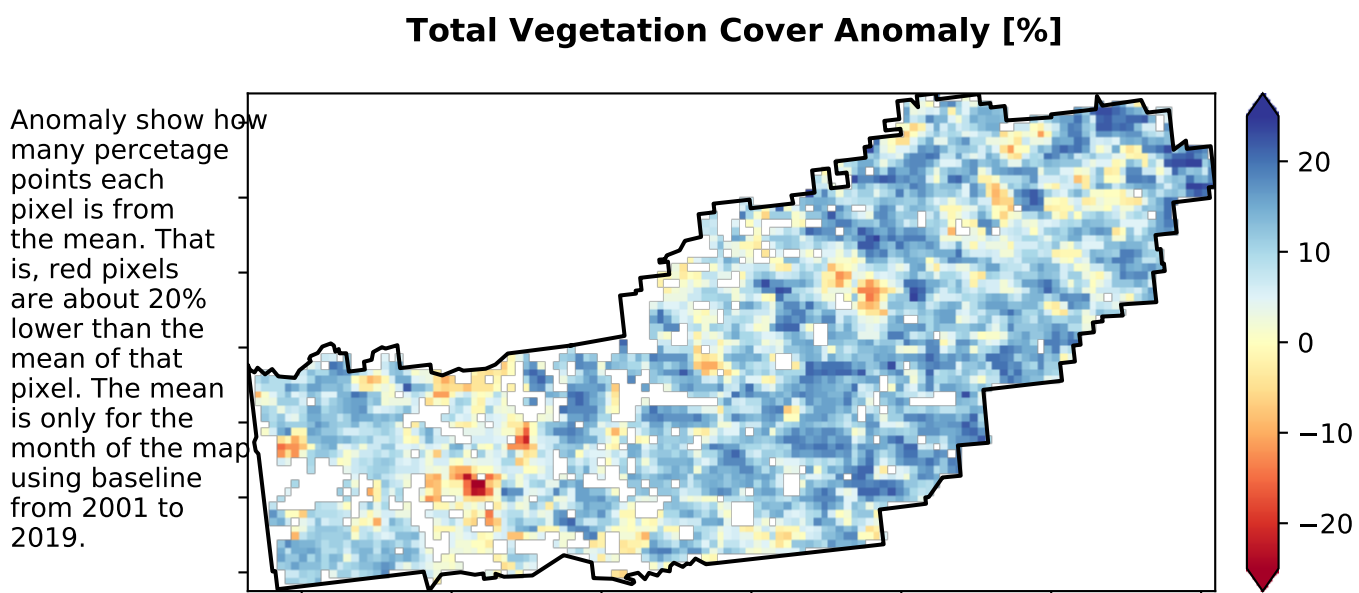 Total Vegetation Cover Anomaly [%]
Anomaly show how
many percetage
points each
pixel is from
the mean. That
is, red pixels
are about 20%
lower than the
mean of that
pixel. The mean
is only for the
month of the map
using baseline
from 2001 to
2019.
20
10
0
−10
−20